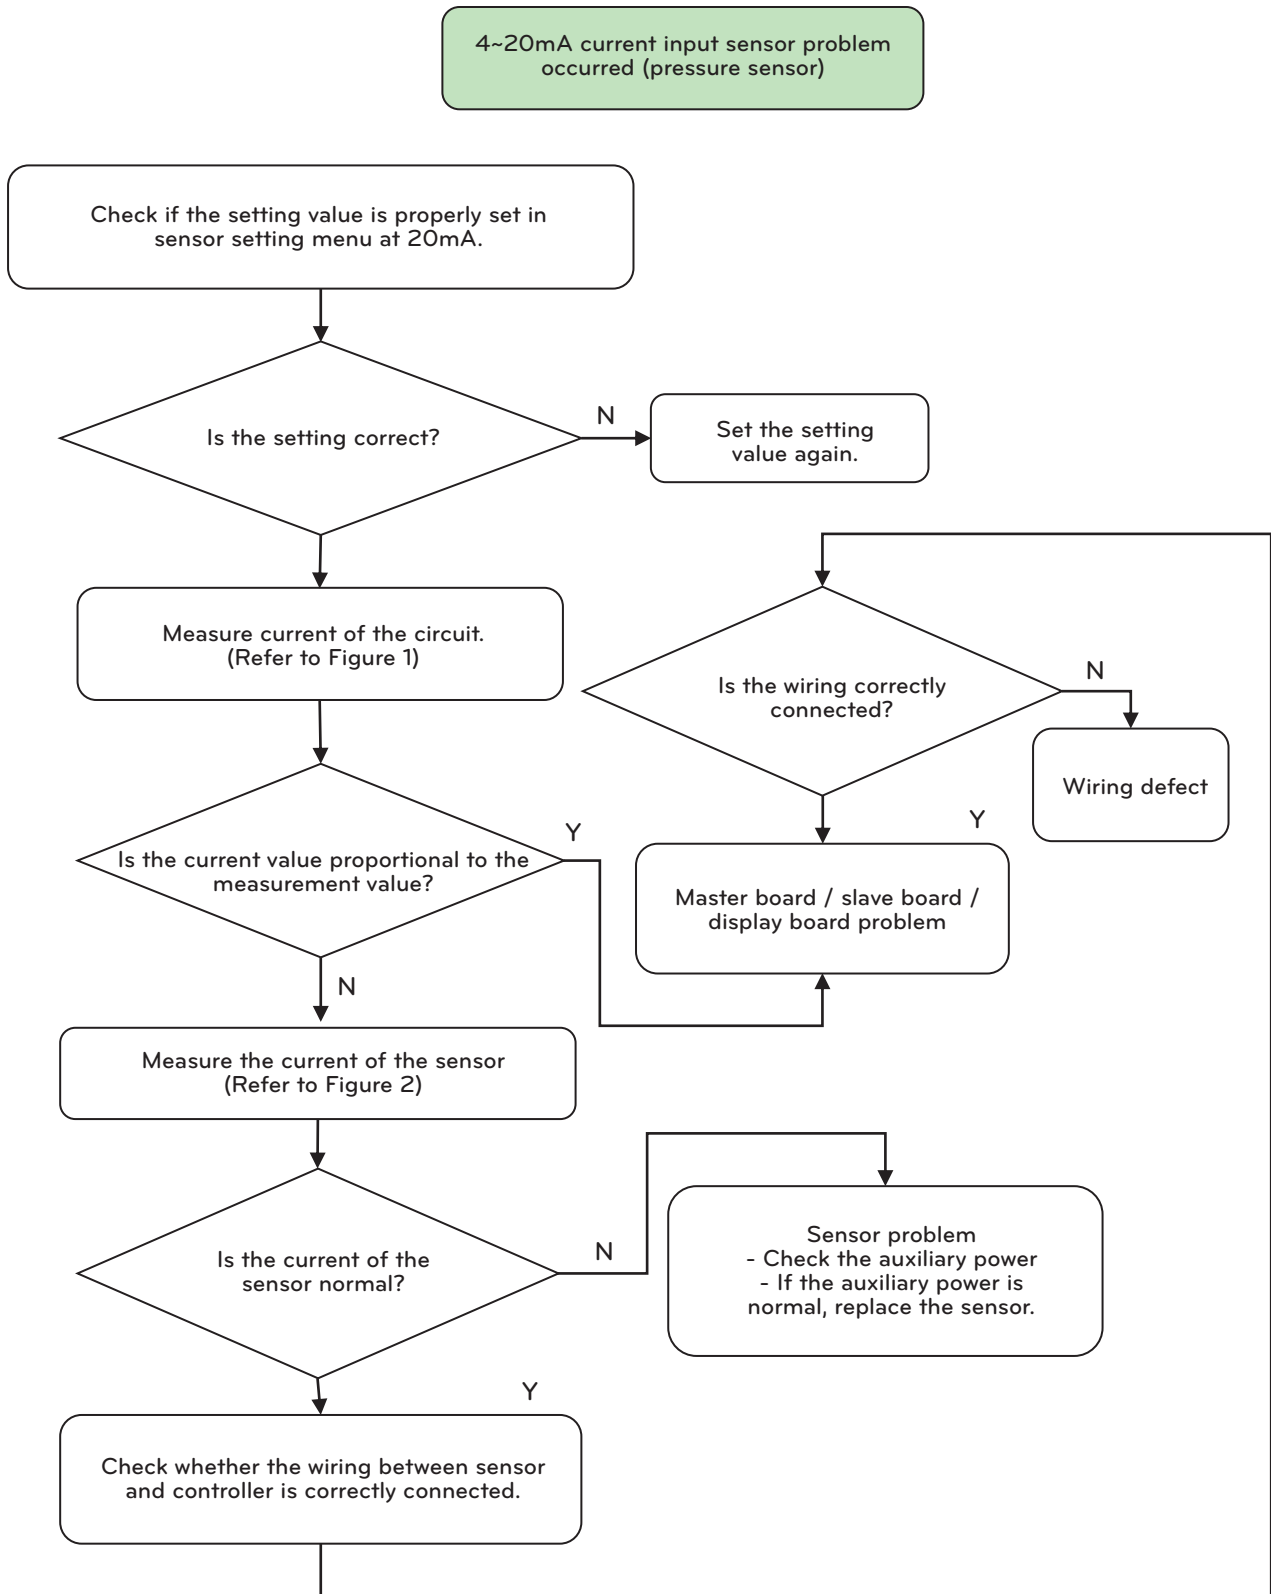 4~20mA current input sensor problem
occurred (pressure sensor)
Check if the setting value is properly set in
sensor setting menu at 20mA.
Is the setting correct?
N
Set the setting
value again.
Measure current of the circuit.
(Refer to Figure 1)
Is the wiring correctly
connected?
N
Wiring defect
Y
Master board / slave board /
display board problem
Is the current value proportional to the
measurement value?
Y
N
Measure the current of the sensor
(Refer to Figure 2)
Is the current of the
sensor normal?
N
Sensor problem
- Check the auxiliary power
- If the auxiliary power is
normal, replace the sensor.
Y
Check whether the wiring between sensor
and controller is correctly connected.